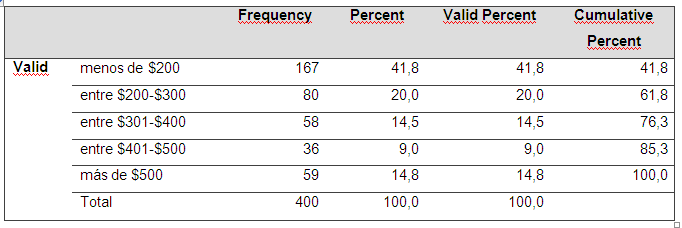 Frequency Percent Valid Percent Cumulative
Percent
Valid menos de $200 167 41,8 41,8 41,8
entre $200-$300 80 20,0 20,0 61,8
entre $301-$400 58 14,5 14,5 76,3
entre $401-$500 36 9,0 9,0 85,3
más de $500 59 14,8 14,8 100,0
Total 400 100,0 100,0